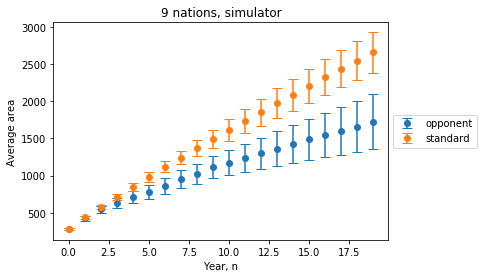 9 nations, simulator
Average area
3000
2500
2000
1500
1000
500
0.0 2.5 5.0 7.5 10.0 12.5 15.0 17.5
Year, n
opponent
standard